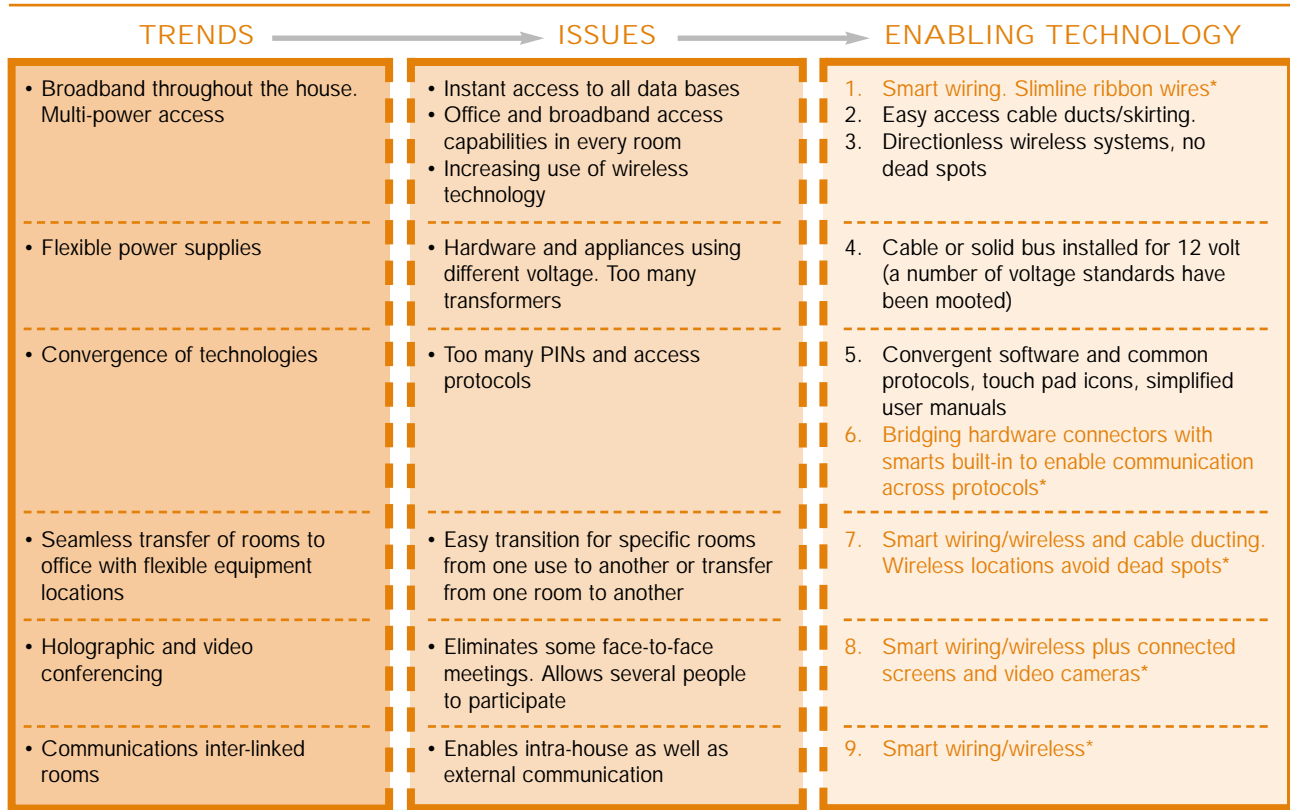 TRENDS ISSUES ENABLING TECHNOLOGY
• Broadband throughout the house.
Multi-power access
• Instant access to all data bases
• Office and broadband access
capabilities in every room
• Increasing use of wireless
technology
1. Smart wiring. Slimline ribbon wires*
2. Easy access cable ducts/skirting.
3. Directionless wireless systems, no
dead spots
• Flexible power supplies
• Hardware and appliances using
different voltage. Too many
transformers
4. Cable or solid bus installed for 12 volt
(a number of voltage standards have
been mooted)
• Convergence of technologies
• Too many PINs and access
protocols
5. Convergent software and common
protocols, touch pad icons, simplified
user manuals
6. Bridging hardware connectors with
smarts built-in to enable communication
across protocols*
• Seamless transfer of rooms to
office with flexible equipment
locations
• Easy transition for specific rooms
from one use to another or transfer
from one room to another
7. Smart wiring/wireless and cable ducting.
Wireless locations avoid dead spots*
• Holographic and video
conferencing
• Eliminates some face-to-face
meetings. Allows several people
to participate
8. Smart wiring/wireless plus connected
screens and video cameras*
• Communications inter-linked
rooms
• Enables intra-house as well as
external communication
9. Smart wiring/wireless*